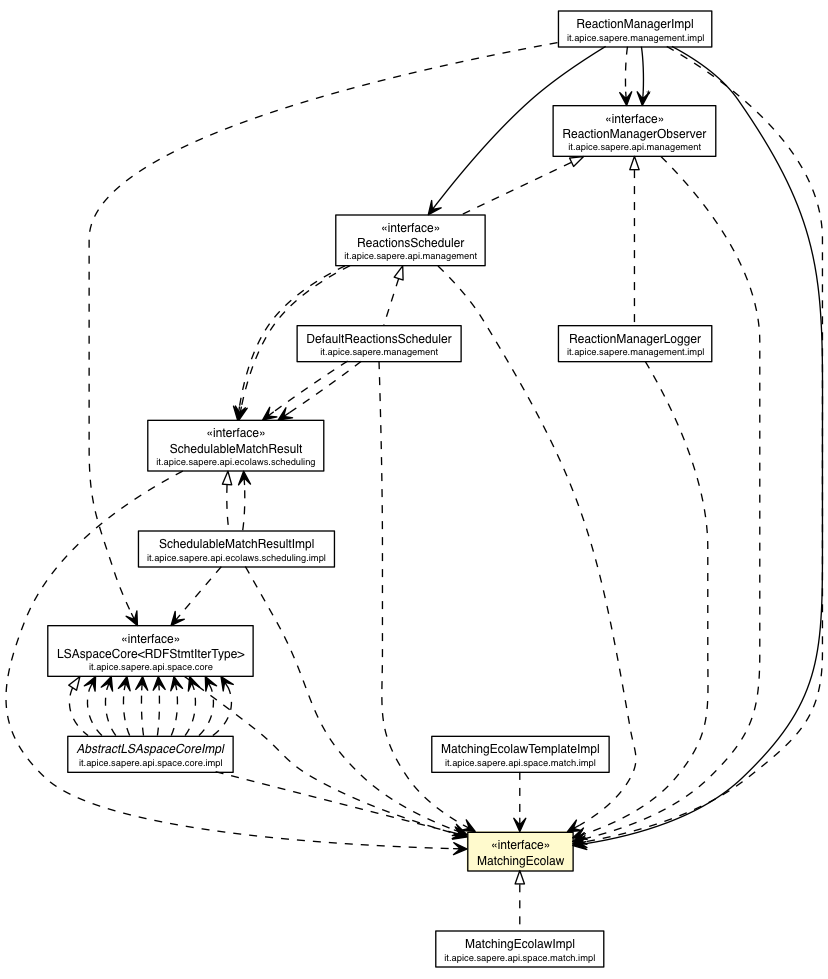 ReactionManagerImpl
it.apice.sapere.management.impl
«interface»
ReactionManagerObserver
it.apice.sapere.api.management
«interface»
ReactionsScheduler
it.apice.sapere.api.management
DefaultReactionsScheduler
it.apice.sapere.management
ReactionManagerLogger
it.apice.sapere.management.impl
«interface»
SchedulableMatchResult
it.apice.sapere.api.ecolaws.scheduling
SchedulableMatchResultImpl
it.apice.sapere.api.ecolaws.scheduling.impl
«interface»
LSAspaceCore<RDFStmtIterType>
it.apice.sapere.api.space.core
AbstractLSAspaceCoreImpl
it.apice.sapere.api.space.core.impl
MatchingEcolawTemplateImpl
it.apice.sapere.api.space.match.impl
«interface»
MatchingEcolaw
MatchingEcolawImpl
it.apice.sapere.api.space.match.impl